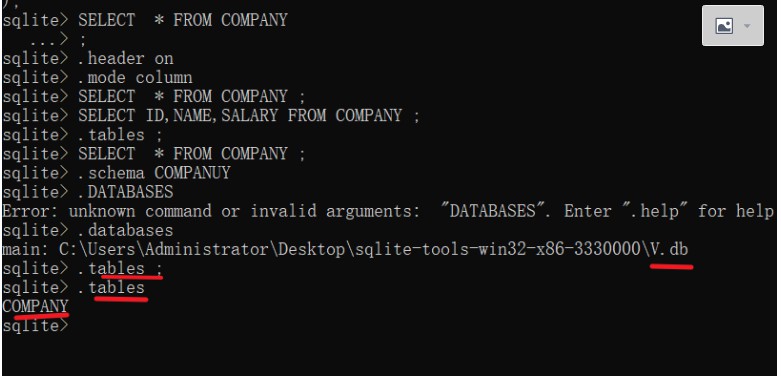 );
sqlite> SELECT  * FROM COMPANY
   ...> ;
sqlite> .header on
sqlite> .mode column
sqlite> SELECT  * FROM COMPANY ;
sqlite> SELECT ID,NAME,SALARY FROM COMPANY ;
sqlite> .tables ;
sqlite> SELECT  * FROM COMPANY ;
sqlite> .schema COMPANUY
sqlite> .DATABASES
Error: unknown command or invalid arguments:  "DATABASES". Enter ".help" for help
sqlite> .databases
main: C:\Users\Administrator\Desktop\sqlite-tools-win32-x86-3330000\V.db
sqlite> .tables ;
sqlite> .tables
COMPANY
sqlite>